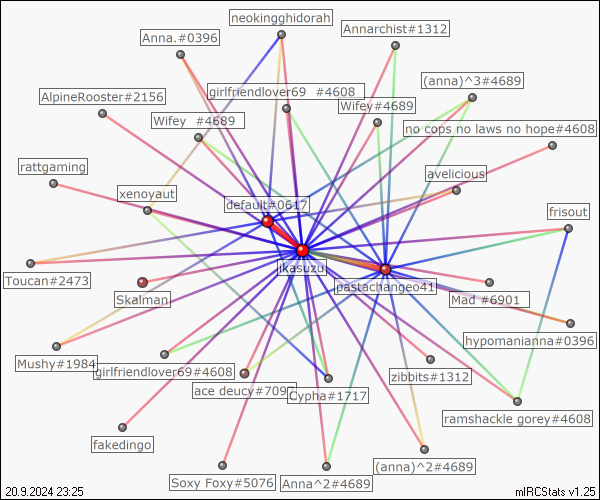 neokingghidorah
Annarchist#1312
Anna.#0396
(anna)^3#4689
girlfriendlover69 #4608
AlpineRooster#2156
Wifey#4689
Wifey #4689
no cops no laws no hope#4608
rattgaming
avelicious
xenoyaut
default#0617
frisout
jkasuzu
Toucan#2473
pastachangeo41
Skalman
Mad #6901
hypomanianna#0396
Mushy#1984
girlfriendlover69#4608
zibbits#1312
ace deucy#7097
Cypha#1717
ramshackle gorey#4608
fakedingo
(anna)^2#4689
Soxy Foxy#5076
Anna^2#4689
20.9.2024 23:25
mIRCStats v1.25